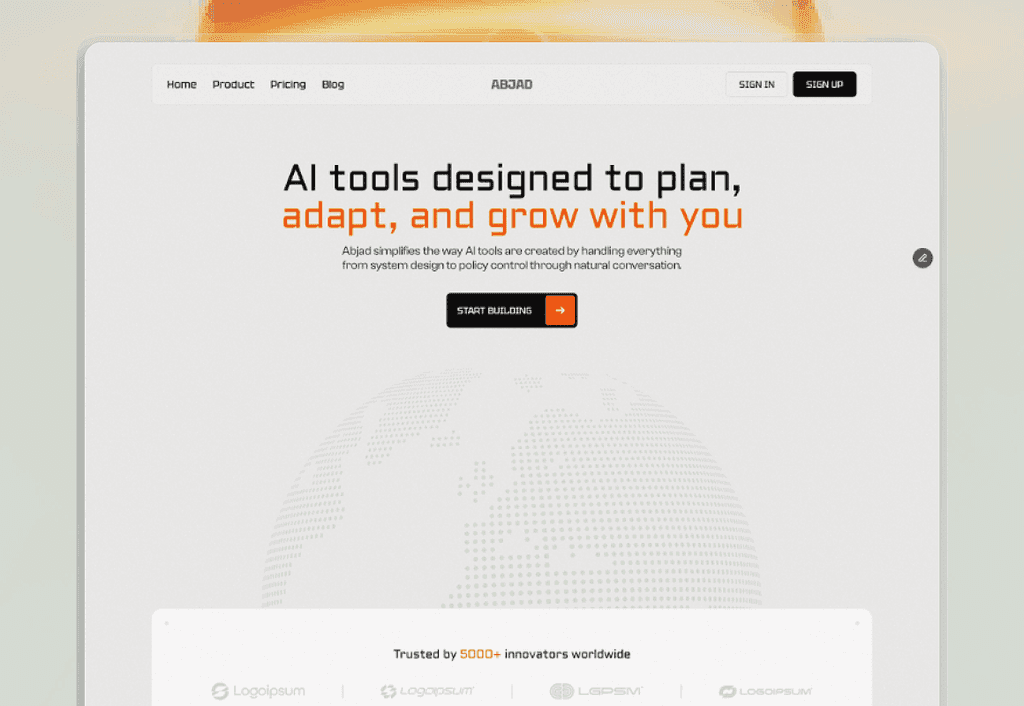 Home Product Pricing Blog ABJAD SIGN IN SIGN UP
AI tools designed to plan,
adapt, and grow with you
Abjad simplifies the way AI tools are created by handling everything
from system design to policy control through natural conversation.
START BUILDING
Trusted by 5000+ innovators worldwide
Logoipsum Logoipsum LGPSM LOGOIPSUM